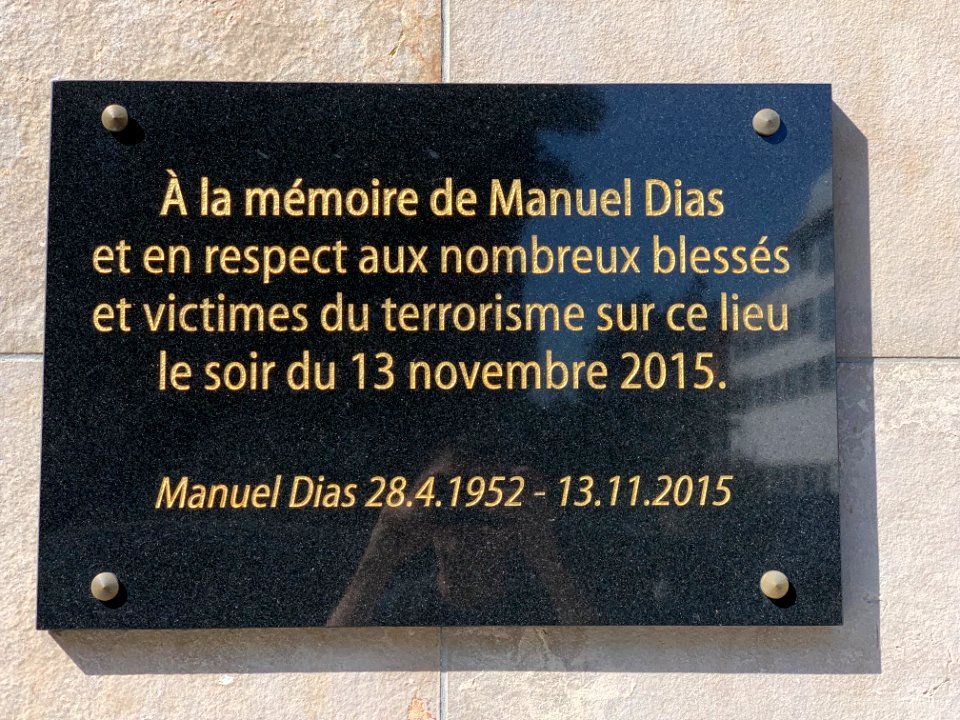 À la mémoire de Manuel Dias
et en respect aux nombreux blessés
et victimes du terrorisme sur ce lieu
le soir du 13 novembre 2015.
Manuel Dias 28.4.1952 - 13.11.2015